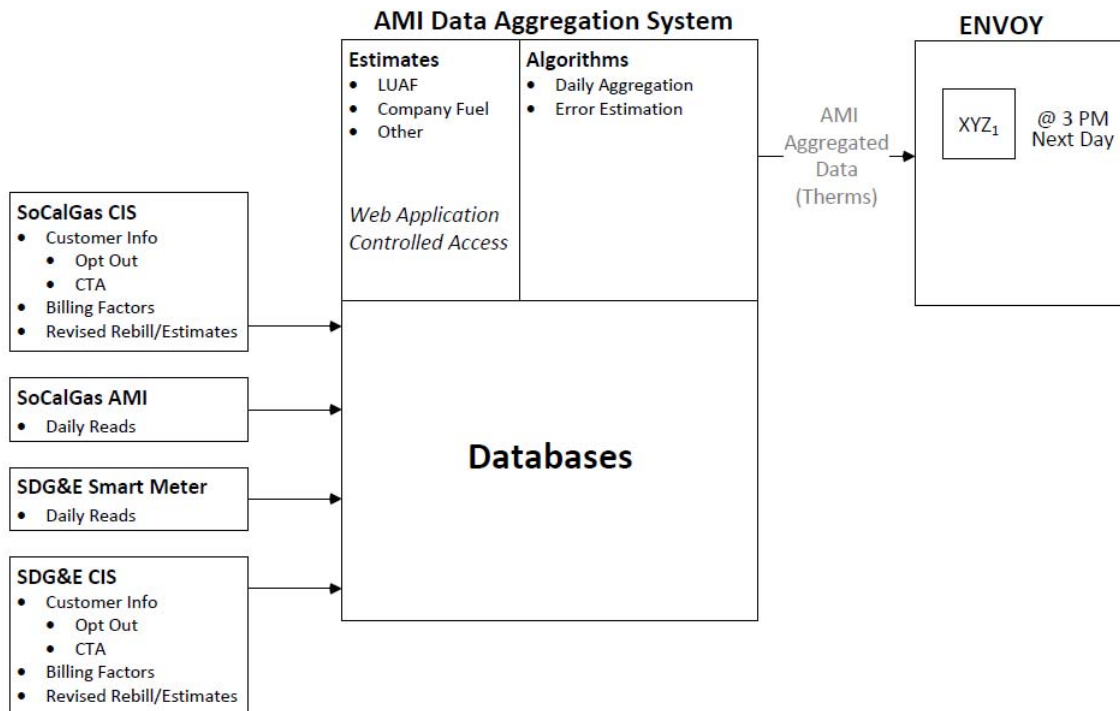 AMI Data Aggregation System
ENVOY
Estimates
• LUAF
• Company Fuel
• Other
Web Application
Controlled Access
Algorithms
• Daily Aggregation
• Error Estimation
AMI
Aggregated
Data
(Therms)
XYZ₁
@ 3 PM
Next Day
SoCalGas CIS
• Customer Info
• Opt Out
• CTA
• Billing Factors
• Revised Rebill/Estimates
SoCalGas AMI
• Daily Reads
SDG&E Smart Meter
• Daily Reads
SDG&E CIS
• Customer Info
• Opt Out
• CTA
• Billing Factors
• Revised Rebill/Estimates
Databases